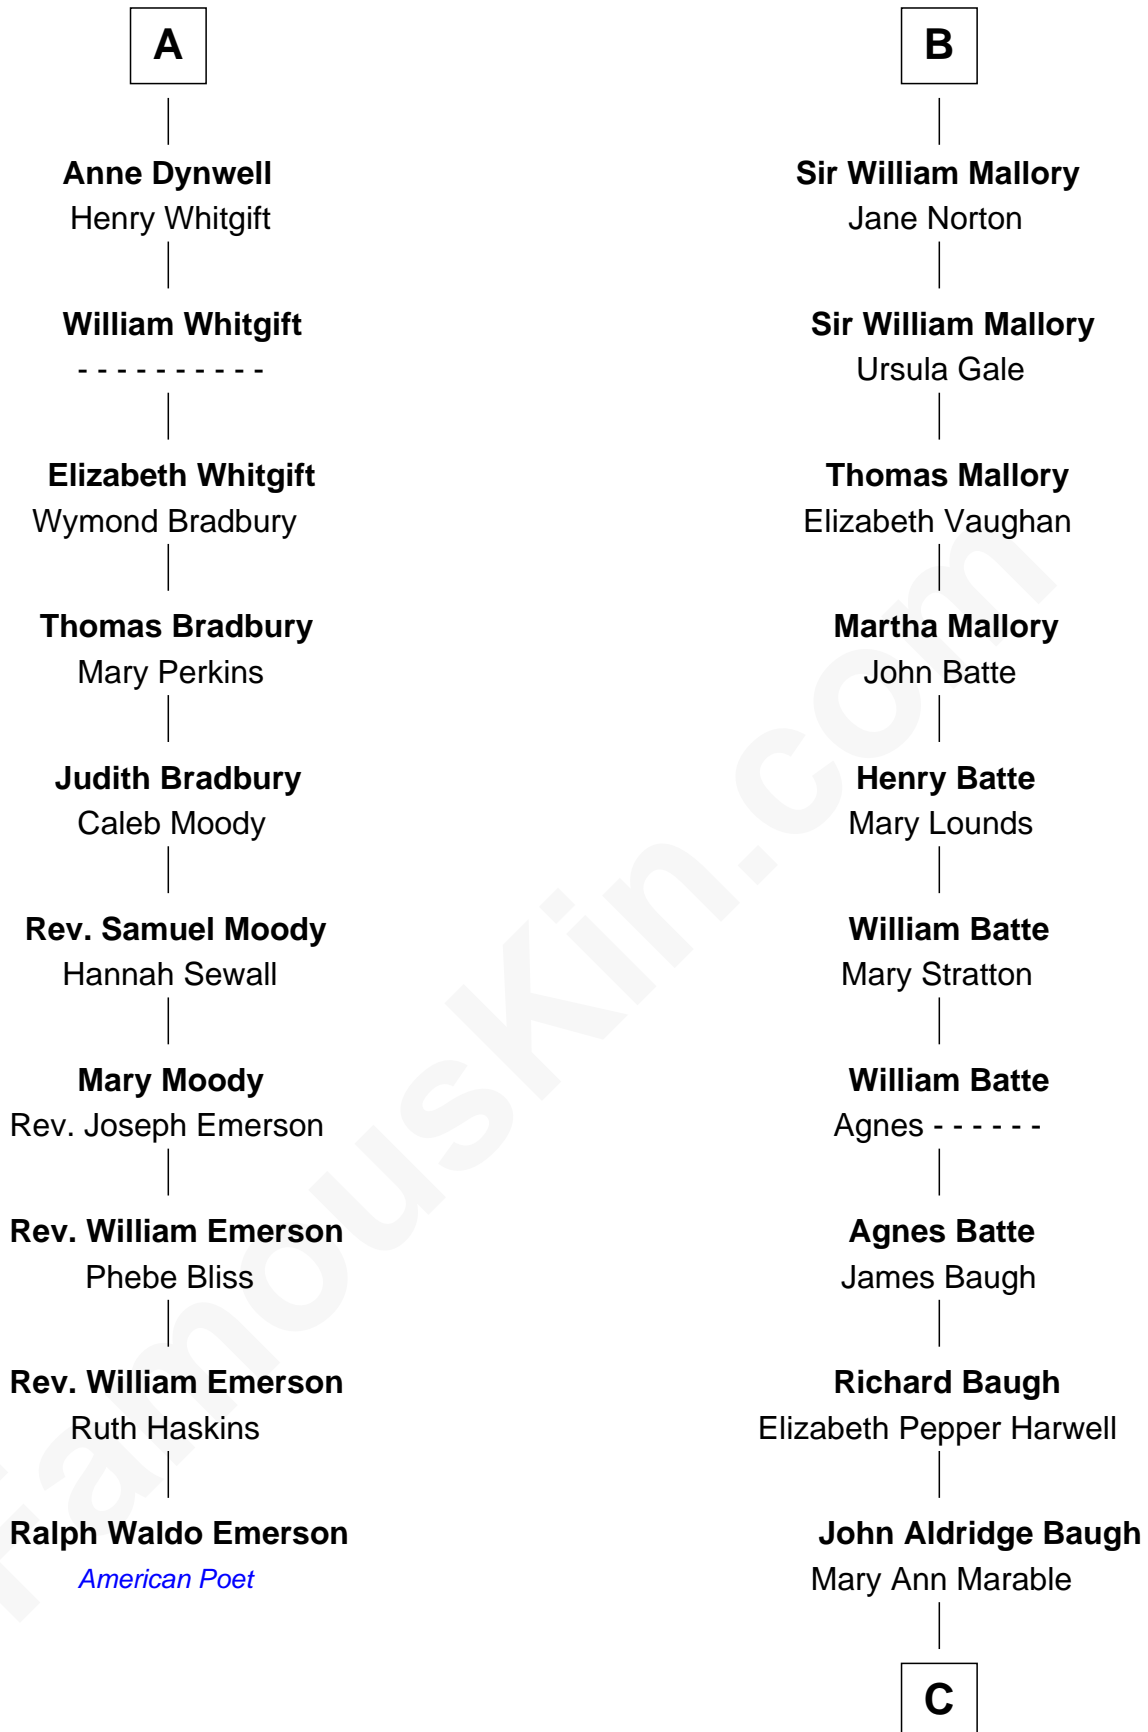 A
Anne Dynwell
Henry Whitgift
William Whitgift
- - - - - - - - - -
Elizabeth Whitgift
Wymond Bradbury
Thomas Bradbury
Mary Perkins
Judith Bradbury
Caleb Moody
Rev. Samuel Moody
Hannah Sewall
Mary Moody
Rev. Joseph Emerson
Rev. William Emerson
Phebe Bliss
Rev. William Emerson
Ruth Haskins
Ralph Waldo Emerson
American Poet
B
Sir William Mallory
Jane Norton
Sir William Mallory
Ursula Gale
Thomas Mallory
Elizabeth Vaughan
Martha Mallory
John Batte
Henry Batte
Mary Lounds
William Batte
Mary Stratton
William Batte
Agnes - - - - - -
Agnes Batte
James Baugh
Richard Baugh
Elizabeth Pepper Harwell
John Aldridge Baugh
Mary Ann Marable
C
FamousKin.com